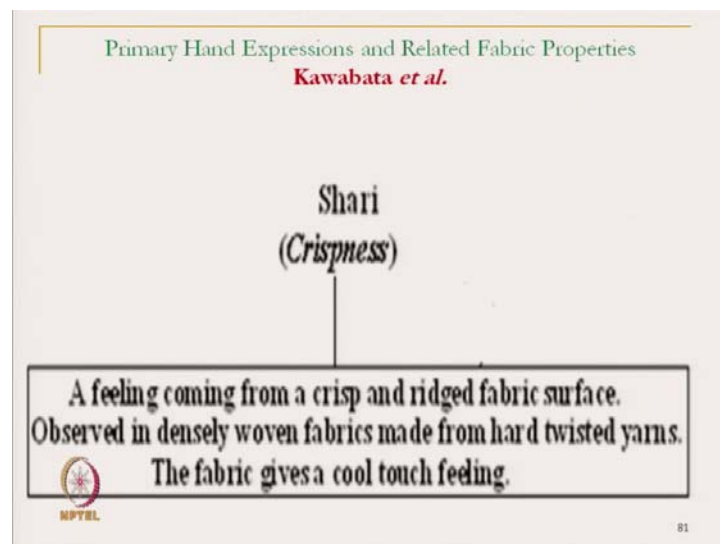 Primary Hand Expressions and Related Fabric Properties
Kawabata et al.
Shari
(Crispness)
A feeling coming from a crisp and ridged fabric surface.
Observed in densely woven fabrics made from hard twisted yarns.
The fabric gives a cool touch feeling.
NPTEL
81